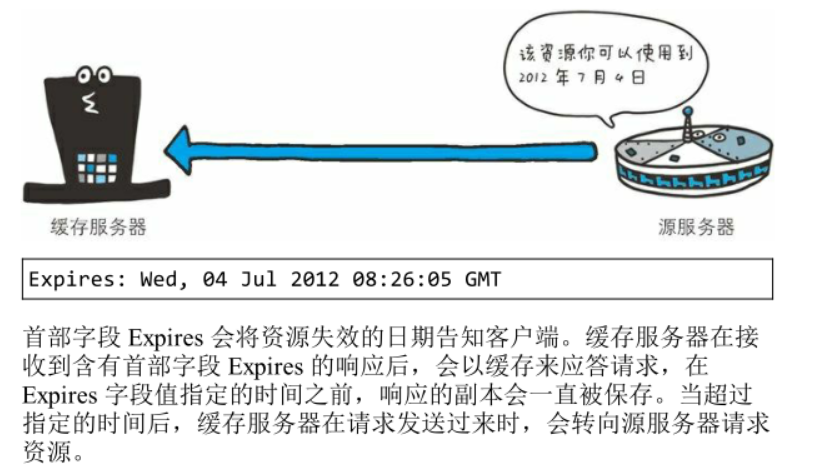 该资源你可以使用到
2012年7月4日
缓存服务器
源服务器
Expires: Wed, 04 Jul 2012 08:26:05 GMT
首部字段 Expires 会将资源失效的日期告知客户端。缓存服务器在接
收到含有首部字段 Expires 的响应后，会以缓存来应答请求，在
Expires 字段值指定的时间之前，响应的副本会一直被保存。当超过
指定的时间后，缓存服务器在请求发送过来时，会转向源服务器请求
资源。